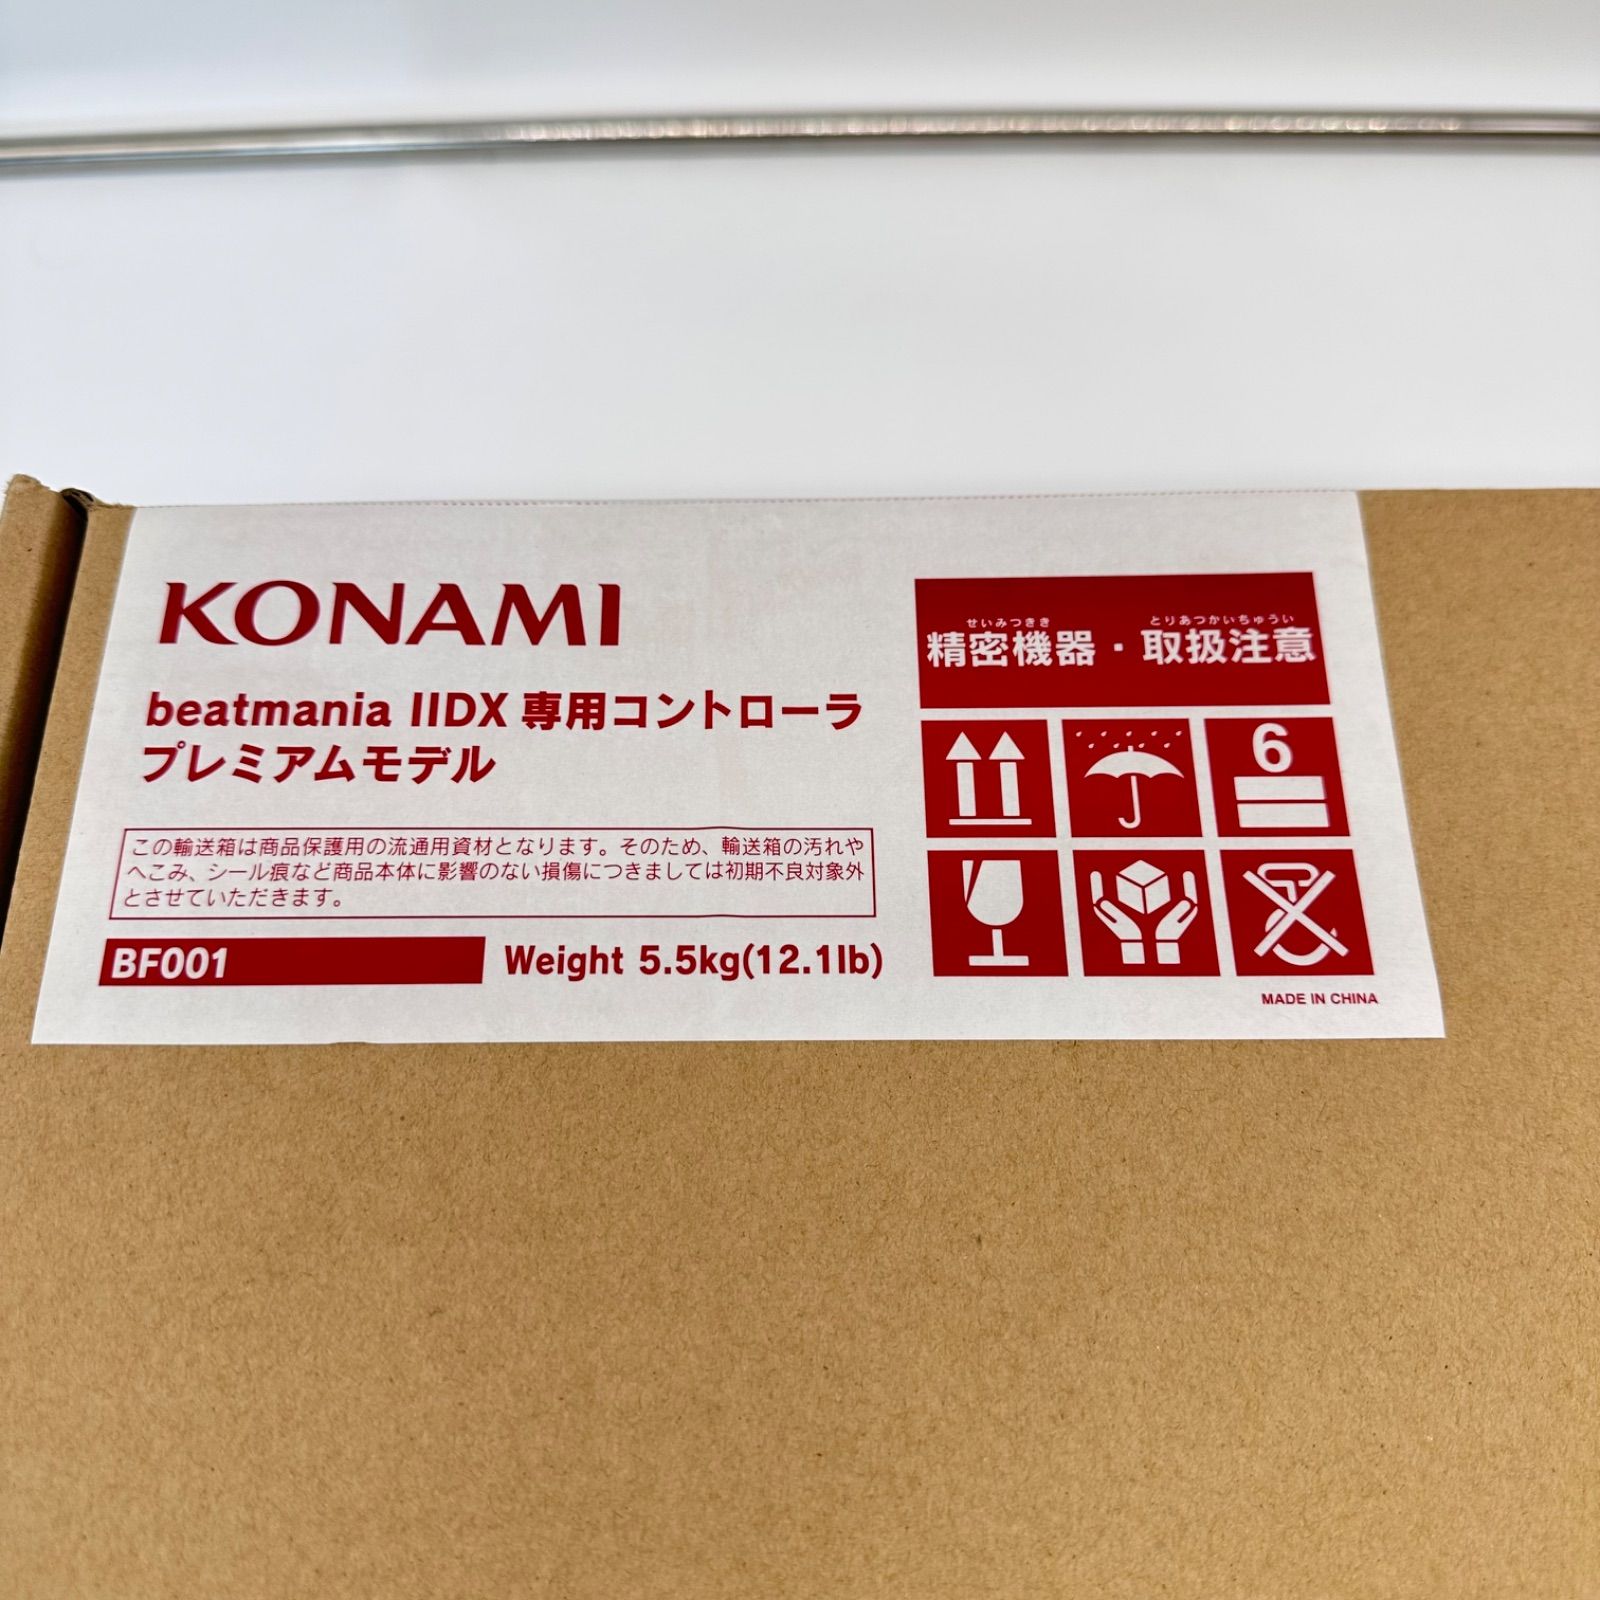 KONAMI
beatmania IIDX 専用コントローラ
プレミアムモデル
この輸送箱は商品保護用の流通用資材となります。そのため、輸送箱の汚れや
へこみ、シール痕など商品本体に影響のない損傷につきましては初期不良対象外
とさせていただきます。
BF001
Weight 5.5kg(12.1lb)
せいみつきき とりあつかいちゅうい
精密機器・取扱注意
6
MADE IN CHINA